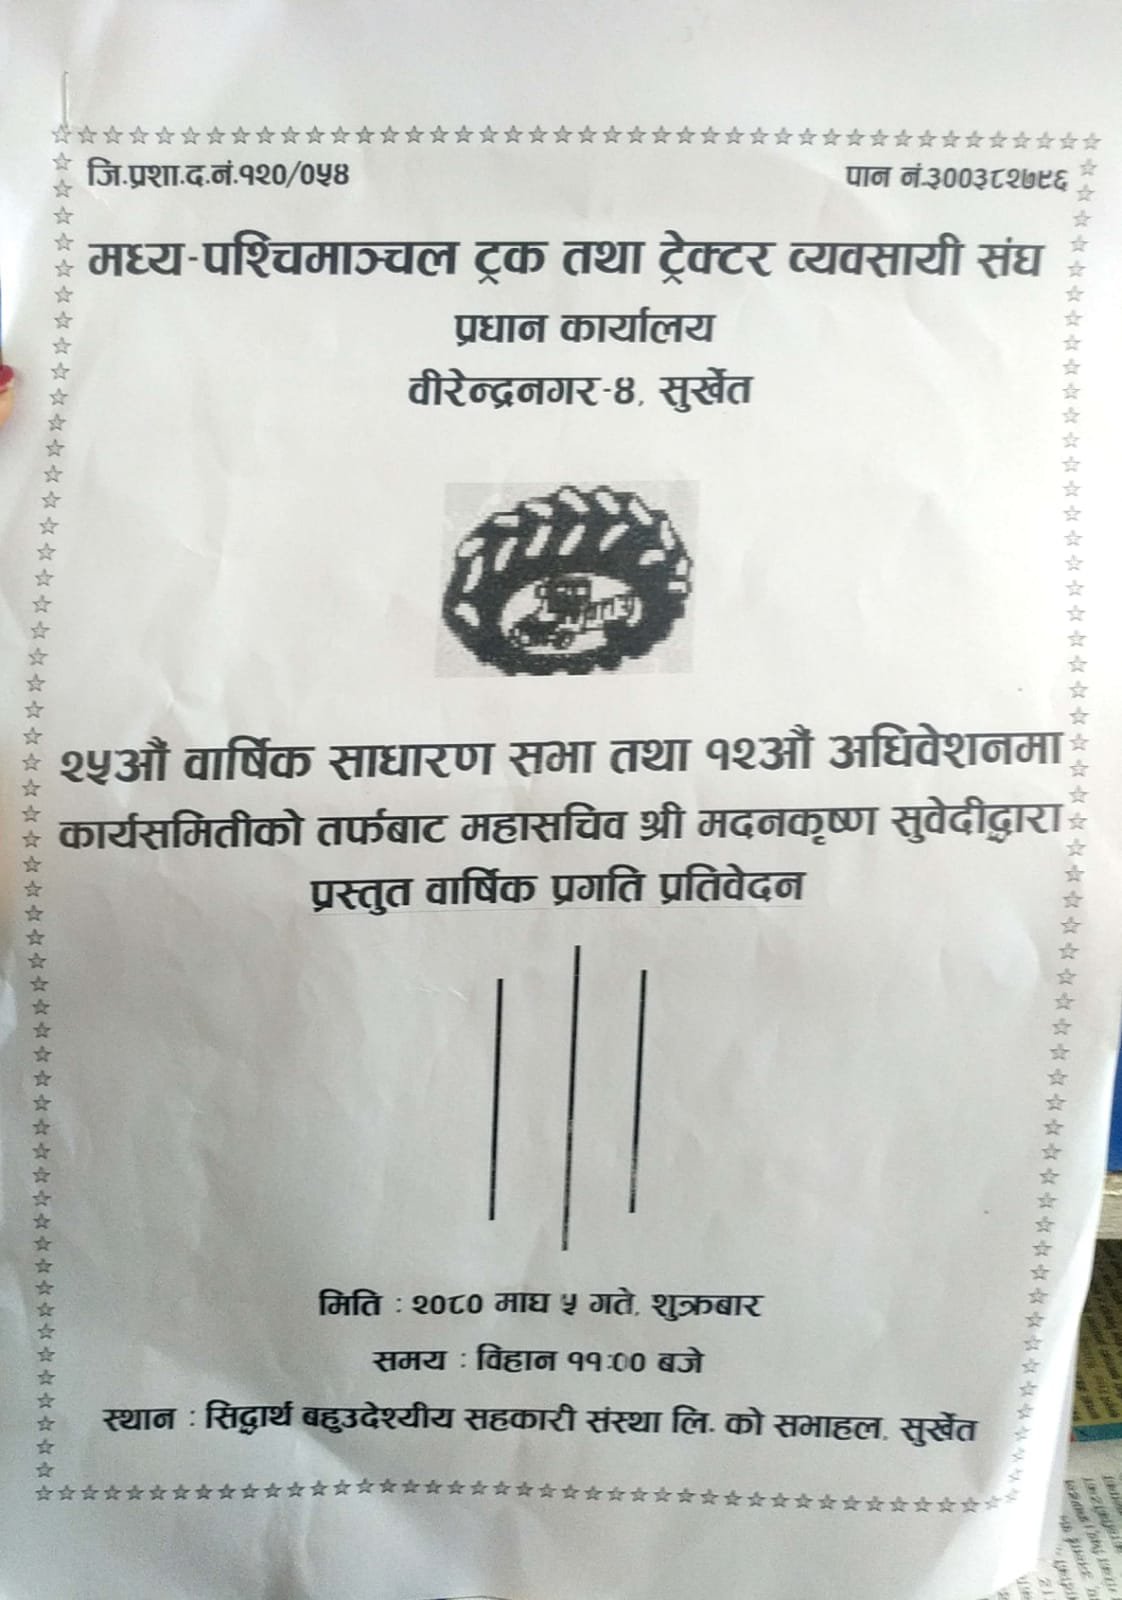 जि.प्रशा.द.नं.१२०/०५४
पान नं.३००३८२७९६
मध्य-पश्चिमाञ्चल ट्रक तथा ट्रेक्टर व्यवसायी संघ
प्रधान कार्यालय
वीरेन्द्रनगर-४, सुर्खेत
२५औं वार्षिक साधारण सभा तथा १२औं अधिवेशनमा
कार्यसमितीको तर्फबाट महासचिव श्री मदनकृष्ण सुवेदीद्धारा
प्रस्तुत वार्षिक प्रगति प्रतिवेदन
मिति : २०८० माघ ५ गते, शुक्रबार
समय : विहान ११:०० बजे
स्थान : सिद्धार्थ बहुउदेश्यीय सहकारी संस्था लि. को सभाहल, सुर्खेत